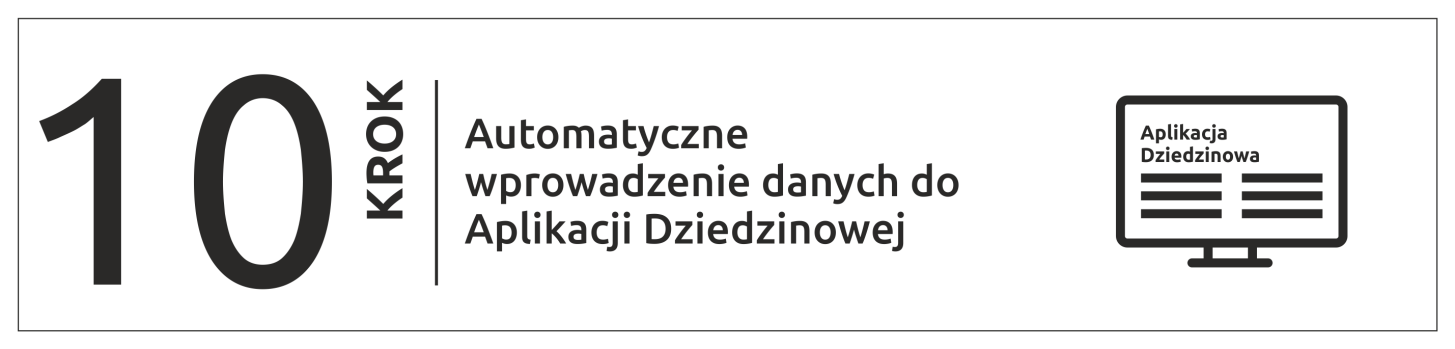 10
KROK
Automatyczne
wprowadzenie danych do
Aplikacji Dziedzinowej
Aplikacja
Dziedzinowa